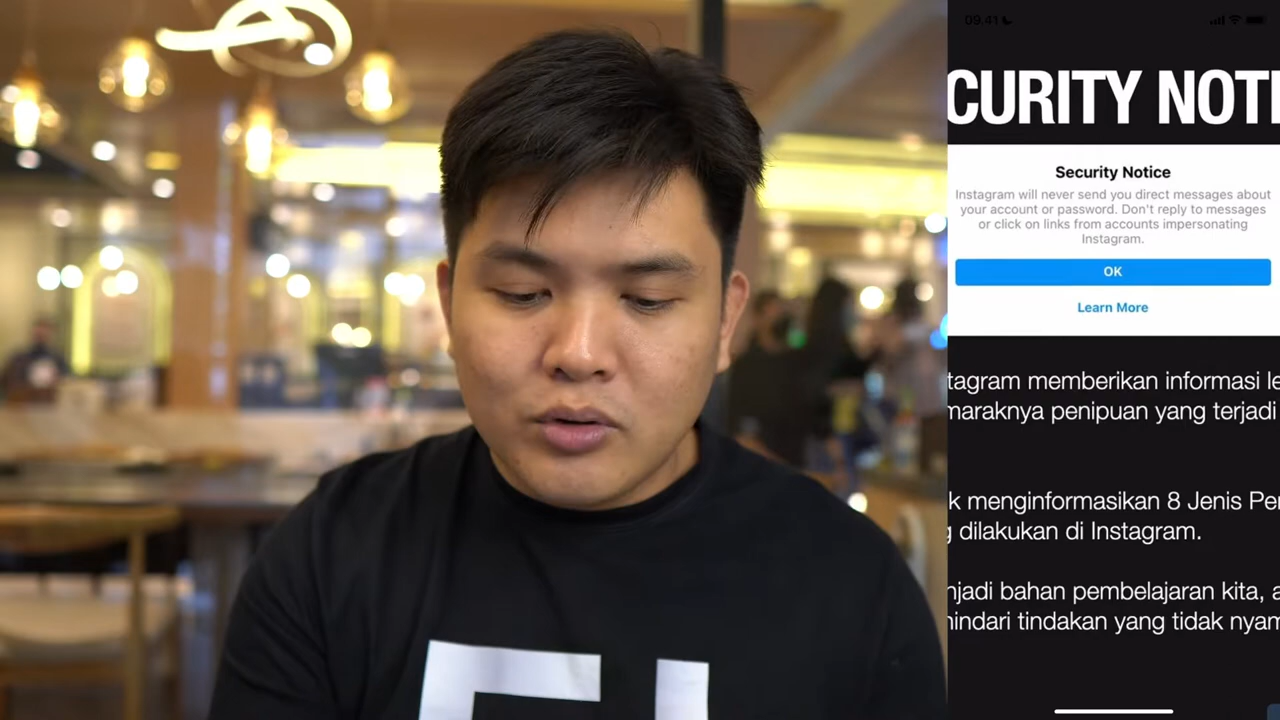 09.41
CURITY NOTI
Security Notice
Instagram will never send you direct messages about
your account or password. Don't reply to messages
or click on links from accounts impersonating
Instagram.
OK
Learn More
tagram memberikan informasi le
maraknya penipuan yang terjadi
k menginformasikan 8 Jenis Pe
g dilakukan di Instagram.
njadi bahan pembelajaran kita, a
hindari tindakan yang tidak nyam